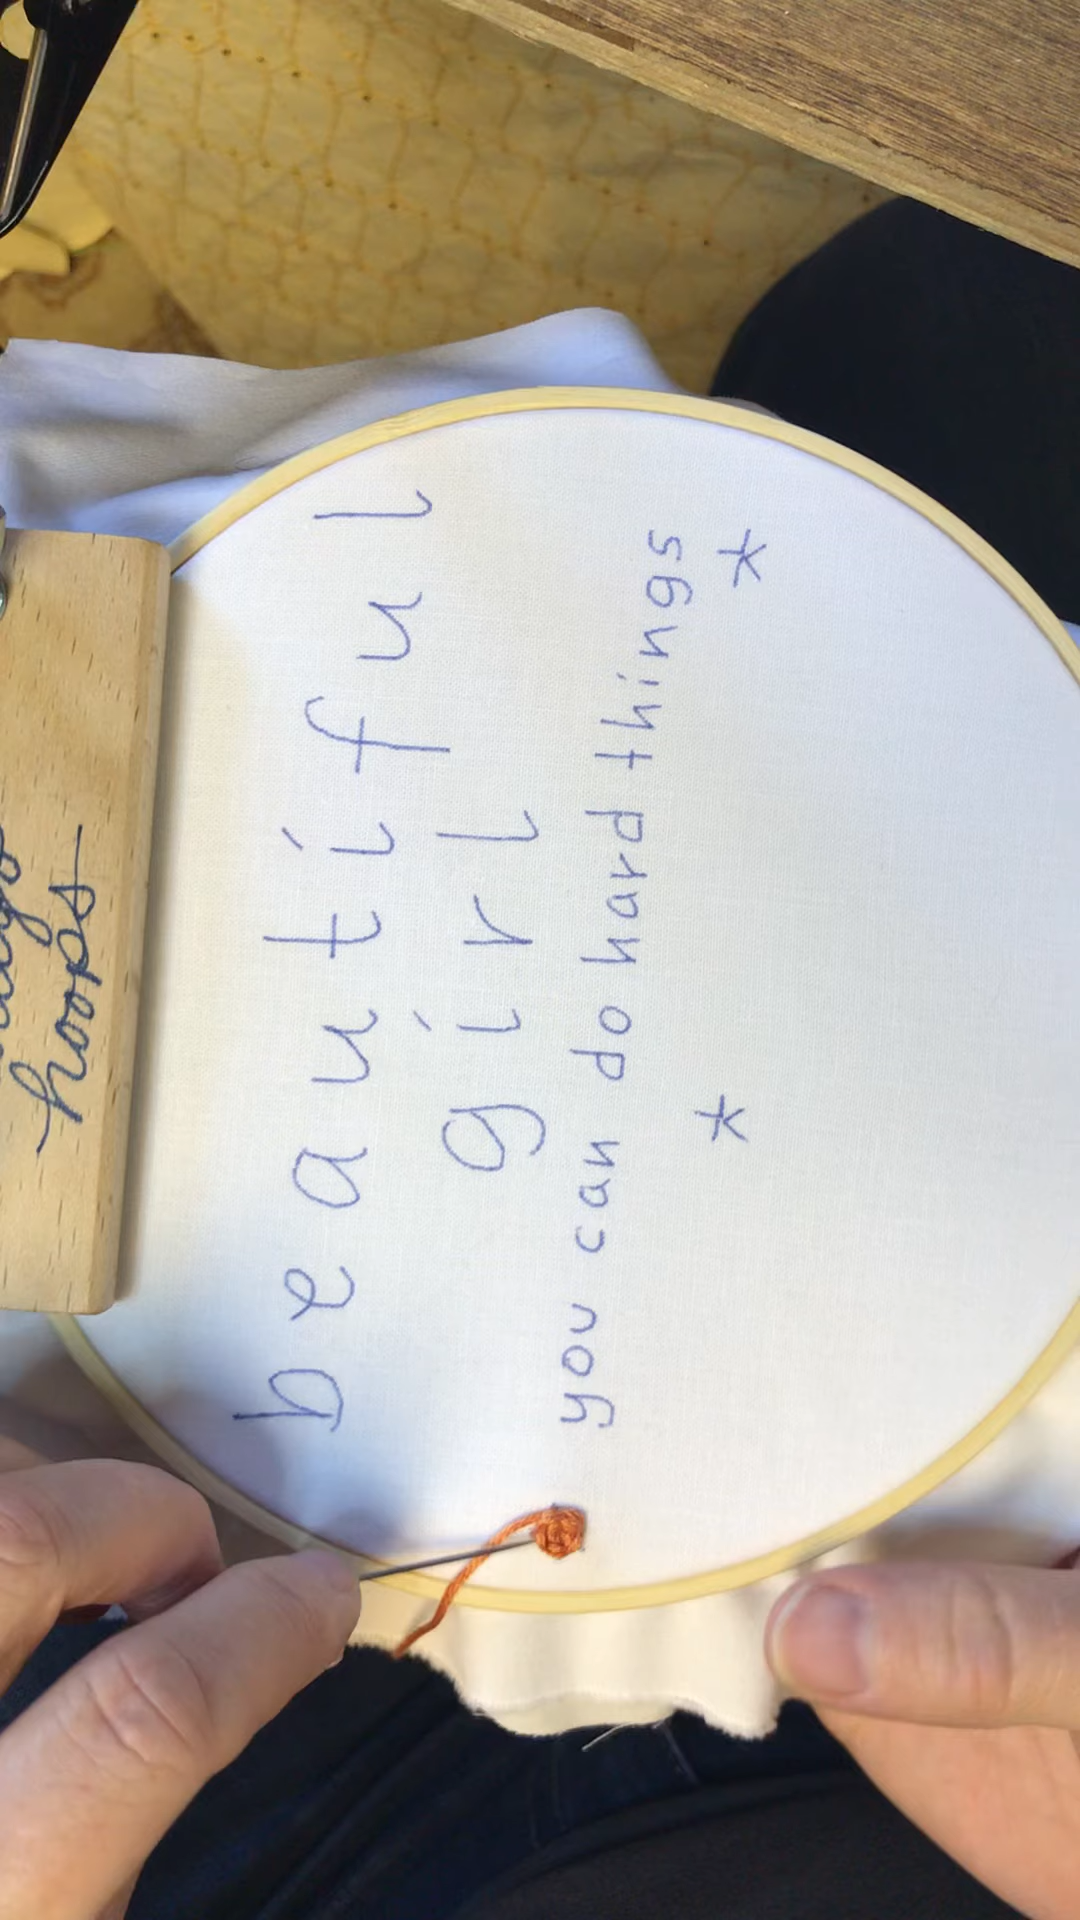 hoops
beautiful
girl
you can do hard things
* *